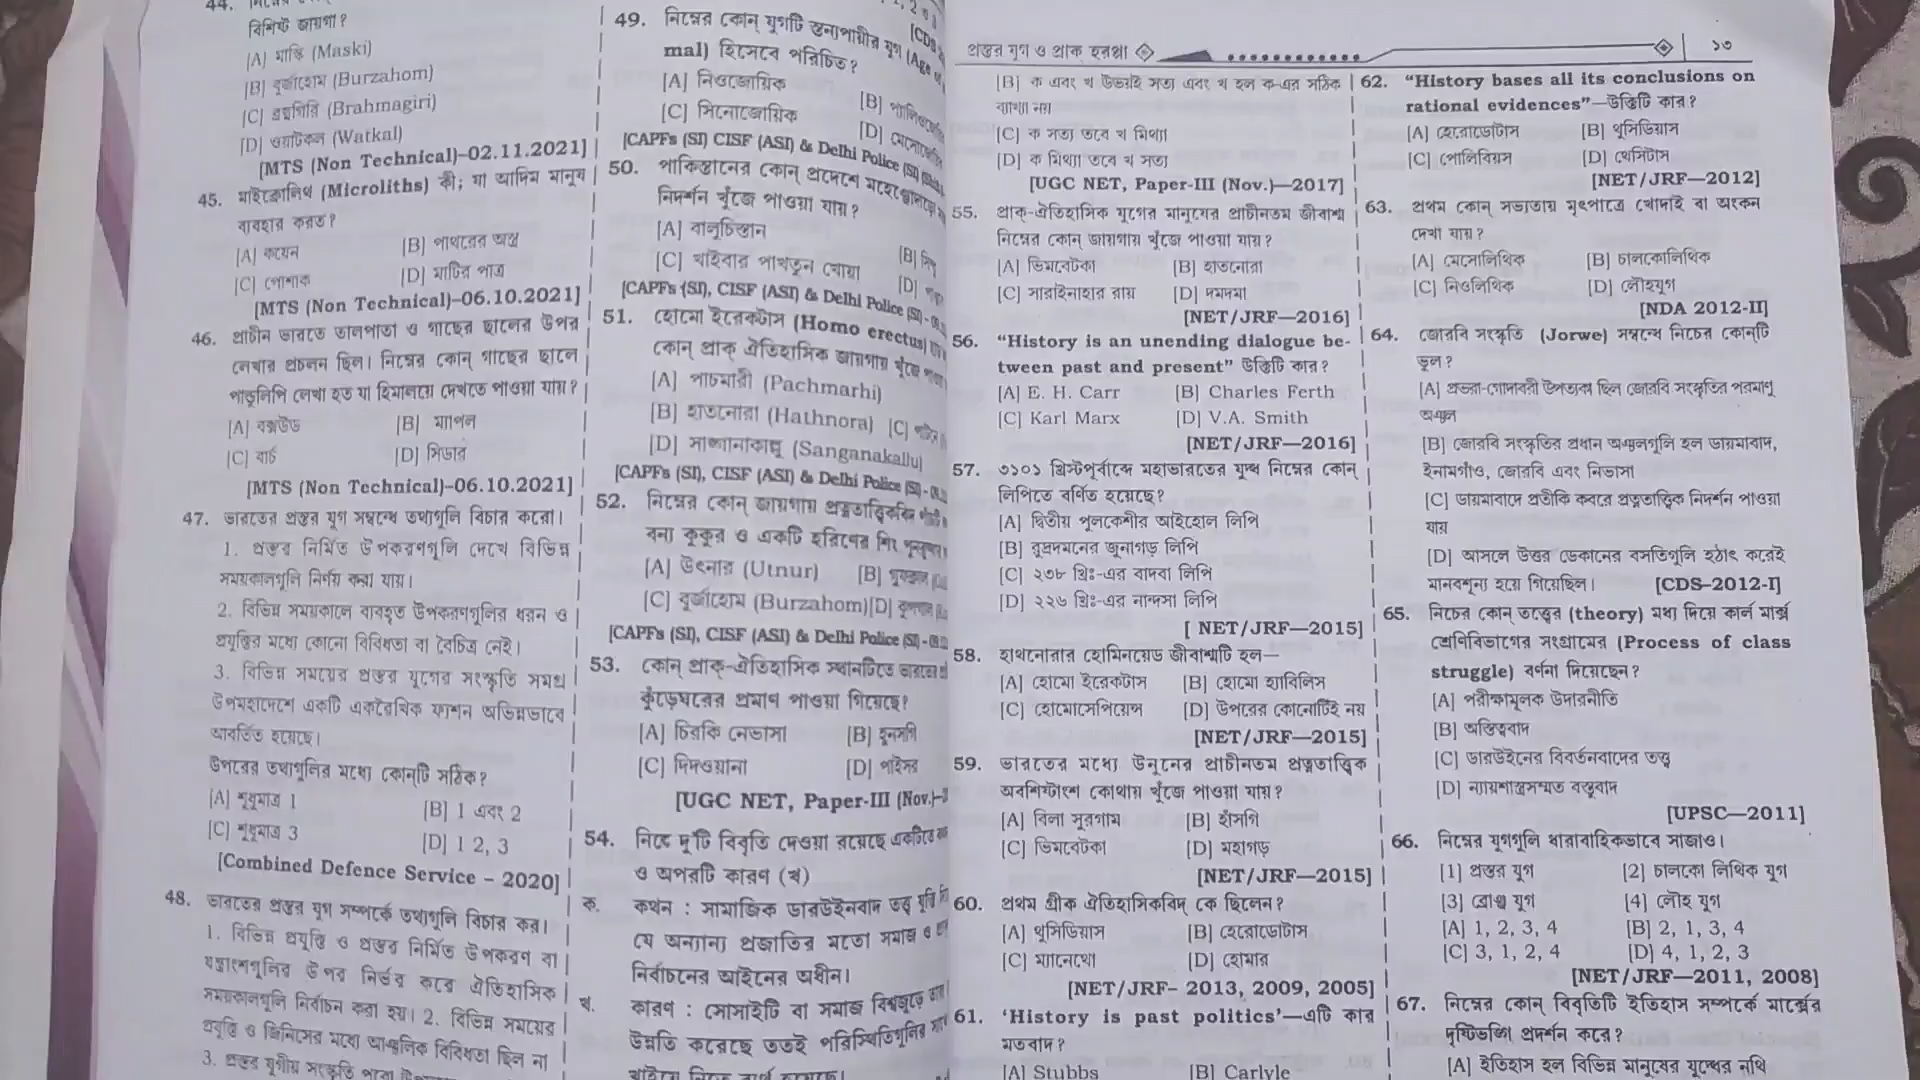 বিশিষ্ট জায়গা?
[A] মাস্কি (Maski)
[B] বুর্জাহোম (Burzahom)
[C] ব্রহ্মগিরি (Brahmagiri)
[D] ওয়াটকল (Watkal)
[MTS (Non Technical)–02.11.2021]
45. মাইক্রোলিথ (Microliths) কী; যা আদিম মানুষ
ব্যবহার করত?
[A] কয়েন [B] পাথরের অস্ত্র
[C] পোশাক [D] মাটির পাত্র
[MTS (Non Technical)–06.10.2021]
46. প্রাচীন ভারতে তালপাতা ও গাছের ছালের উপর
লেখার প্রচলন ছিল। নিম্নের কোন্ গাছের ছালে
পাণ্ডুলিপি লেখা হত যা হিমালয়ে দেখতে পাওয়া যায়?
[A] বক্সউড [B] ম্যাপল
[C] বার্চ [D] সিডার
[MTS (Non Technical)–06.10.2021]
47. ভারতের প্রস্তর যুগ সম্বন্ধে তথ্যগুলি বিচার করো।
1. প্রস্তর নির্মিত উপকরণগুলি দেখে বিভিন্ন
সময়কালগুলি নির্ণয় করা যায়।
2. বিভিন্ন সময়কালে ব্যবহৃত উপকরণগুলির ধরন ও
প্রযুক্তির মধ্যে কোনো বিবিধতা বা বৈচিত্র নেই।
3. বিভিন্ন সময়ের প্রস্তর যুগের সংস্কৃতি সমগ্র
উপমহাদেশে একটি একরৈখিক ফ্যাশন অভিন্নভাবে
আবর্তিত হয়েছে।
উপরের তথ্যগুলির মধ্যে কোন্‌টি সঠিক?
[A] শুধুমাত্র 1 [B] 1 এবং 2
[C] শুধুমাত্র 3 [D] 1 2, 3
[Combined Defence Service – 2020]
48. ভারতের প্রস্তর যুগ সম্পর্কে তথ্যগুলি বিচার কর।
1. বিভিন্ন প্রযুক্তি ও প্রস্তর নির্মিত উপকরণ বা
যন্ত্রাংশগুলির উপর নির্ভর করে ঐতিহাসিক
সময়কালগুলি নির্বাচন করা হয়। 2. বিভিন্ন সময়ের
প্রযুক্তি ও জিনিসের মধ্যে আঞ্চলিক বিবিধতা ছিল না
3. প্রস্তর যুগীয় সংস্কৃতি
49. নিম্নের কোন্ যুগটি স্তন্যপায়ীর যুগ (Age of
mal) হিসেবে পরিচিত?
[A] নিওজোয়িক [B]
[C] সিনোজোয়িক [D]
[CAPFs (SI) CISF (ASI) & Delhi Police (SI)
50. পাকিস্তানের কোন্ প্রদেশে
নিদর্শন খুঁজে পাওয়া যায়?
[A] বালুচিস্তান [B]
[C] খাইবার পাখতুন খোয়া [D]
[CAPFs (SI), CISF (ASI) & Delhi Police (SI)
51. হোমো ইরেকটাস (Homo erectus)
কোন্ প্রাক্ ঐতিহাসিক জায়গায় খুঁজে
[A] পাচমারী (Pachmarhi)
[B] হাতনোরা (Hathnora) [C]
[D] সাঙ্গানাকাল্লু (Sanganakallu)
[CAPFs (SI), CISF (ASI) & Delhi Police (SI)
52. নিম্নের কোন্ জায়গায়
বন্য কুকুর ও একটি হরিণের শিং
[A] উৎনার (Utnur) [B]
[C] বুর্জাহোম (Burzahom) [D]
[CAPFs (SI), CISF (ASI) & Delhi Police (SI)
53. কোন্ প্রাক্-ঐতিহাসিক স্থানটিতে ভারতের
কুঁড়েঘরের প্রমাণ পাওয়া গিয়েছে?
[A] চিরকি নেভাসা [B] হুনসগি
[C] দিদওয়ানা [D] পাইসর
[UGC NET, Paper-III (Nov.)
54. নিম্নে দু'টি বিবৃতি দেওয়া রয়েছে একটিতে
ও অপরটি কারণ (খ)
ক. কথন : সামাজিক ডারউইনবাদ তত্ত্ব
যে অন্যান্য প্রজাতির মতো সমাজ ও
নির্বাচনের আইনের অধীন।
খ. কারণ : সোসাইটি বা সমাজ বিশ্বজুড়ে
উন্নতি করেছে ততই পরিস্থিতিগুলির
প্রস্তর যুগ ও প্রাক্ হরপ্পা ১৩
[B] ক এবং খ উভয়ই সত্য এবং খ হল ক-এর সঠিক
ব্যাখ্যা নয়
[C] ক সত্য তবে খ মিথ্যা
[D] ক মিথ্যা তবে খ সত্য
[UGC NET, Paper-III (Nov.)—2017]
55. প্রাক্-ঐতিহাসিক যুগের মানুষের প্রাচীনতম জীবাশ্ম
নিম্নের কোন্ জায়গায় খুঁজে পাওয়া যায়?
[A] ভিমবেটকা [B] হাতনোরা
[C] সারাইনাহার রায় [D] দমদমা
[NET/JRF—2016]
56. “History is an unending dialogue be-
tween past and present” উক্তিটি কার?
[A] E. H. Carr [B] Charles Ferth
[C] Karl Marx [D] V.A. Smith
[NET/JRF—2016]
57. ৩১০১ খ্রিস্টপূর্বাব্দে মহাভারতের যুদ্ধ নিম্নের কোন্
লিপিতে বর্ণিত হয়েছে?
[A] দ্বিতীয় পুলকেশীর আইহোল লিপি
[B] রুদ্রদমনের জুনাগড় লিপি
[C] ২৩৮ খ্রিঃ-এর বাদবা লিপি
[D] ২২৬ খ্রিঃ-এর নান্দসা লিপি
[ NET/JRF—2015]
58. হাথনোরার হোমিনয়েড জীবাশ্মটি হল—
[A] হোমো ইরেকটাস [B] হোমো হ্যাবিলিস
[C] হোমোসেপিয়েন্স [D] উপরের কোনোটিই নয়
[NET/JRF—2015]
59. ভারতের মধ্যে উনুনের প্রাচীনতম প্রত্নতাত্ত্বিক
অবশিষ্টাংশ কোথায় খুঁজে পাওয়া যায়?
[A] বিলা সুরগাম [B] হাঁসগি
[C] ভিমবেটকা [D] মহাগড়
[NET/JRF—2015]
60. প্রথম গ্রীক ঐতিহাসিকবিদ্ কে ছিলেন?
[A] থুসিডিয়াস [B] হেরোডোটাস
[C] ম্যানেথো [D] হোমার
[NET/JRF– 2013, 2009, 2005]
61. ‘History is past politics’—এটি কার
মতবাদ?
[A] Stubbs [B] Carlyle
62. “History bases all its conclusions on
rational evidences”—উক্তিটি কার?
[A] হেরোডোটাস [B] থুসিডিয়াস
[C] পোলিবিয়স [D] থেসিটাস
[NET/JRF—2012]
63. প্রথম কোন্ সভ্যতায় মৃৎপাত্রে খোদাই বা অংকন
দেখা যায়?
[A] মেসোলিথিক [B] চালকোলিথিক
[C] নিওলিথিক [D] লৌহযুগ
[NDA 2012-II]
64. জোরবি সংস্কৃতি (Jorwe) সম্বন্ধে নিচের কোন্‌টি
ভুল?
[A] প্রভরা-গোদাবরী উপত্যকা ছিল জোরবি সংস্কৃতির পরমাণু
অঞ্চল
[B] জোরবি সংস্কৃতির প্রধান অঞ্চলগুলি হল ডায়মাবাদ,
ইনামগাঁও, জোরবি এবং নিভাসা
[C] ডায়মাবাদে প্রতীকি কবরে প্রত্নতাত্ত্বিক নিদর্শন পাওয়া
যায়
[D] আসলে উত্তর ডেকানের বসতিগুলি হঠাৎ করেই
মানবশূন্য হয়ে গিয়েছিল। [CDS–2012-I]
65. নিচের কোন্ তত্ত্বের (theory) মধ্য দিয়ে কার্ল মার্ক্স
শ্রেণিবিভাগের সংগ্রামের (Process of class
struggle) বর্ণনা দিয়েছেন?
[A] পরীক্ষামূলক উদারনীতি
[B] অস্তিত্ববাদ
[C] ডারউইনের বিবর্তনবাদের তত্ত্ব
[D] ন্যায়শাস্ত্রসম্মত বস্তুবাদ
[UPSC—2011]
66. নিম্নের যুগগুলি ধারাবাহিকভাবে সাজাও।
[1] প্রস্তর যুগ [2] চালকো লিথিক যুগ
[3] ব্রোঞ্জ যুগ [4] লৌহ যুগ
[A] 1, 2, 3, 4 [B] 2, 1, 3, 4
[C] 3, 1, 2, 4 [D] 4, 1, 2, 3
[NET/JRF—2011, 2008]
67. নিম্নের কোন্ বিবৃতিটি ইতিহাস সম্পর্কে মার্ক্সের
দৃষ্টিভঙ্গি প্রদর্শন করে?
[A] ইতিহাস হল বিভিন্ন মানুষের যুদ্ধের নথি